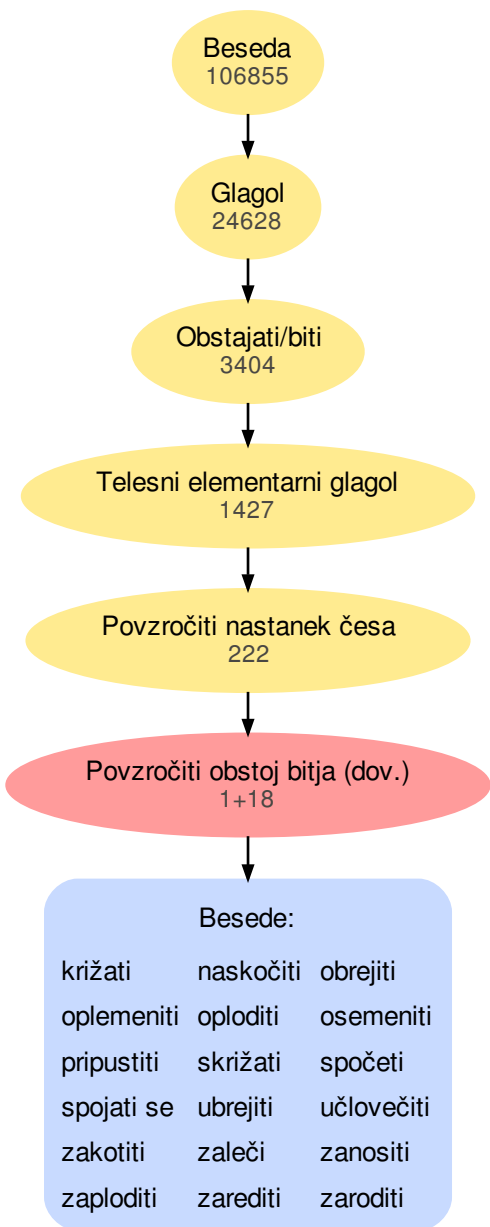 Beseda
106855
Glagol
24628
Obstajati/biti
3404
Telesni elementarni glagol
1427
Povzročiti nastanek česa
222
Povzročiti obstoj bitja (dov.)
1+18
Besede:
križati naskočiti obrejiti
oplemeniti oploditi osemeniti
pripustiti skrižati spočeti
spojati se ubrejiti učlovečiti
zakotiti zaleči zanositi
zaploditi zarediti zaroditi